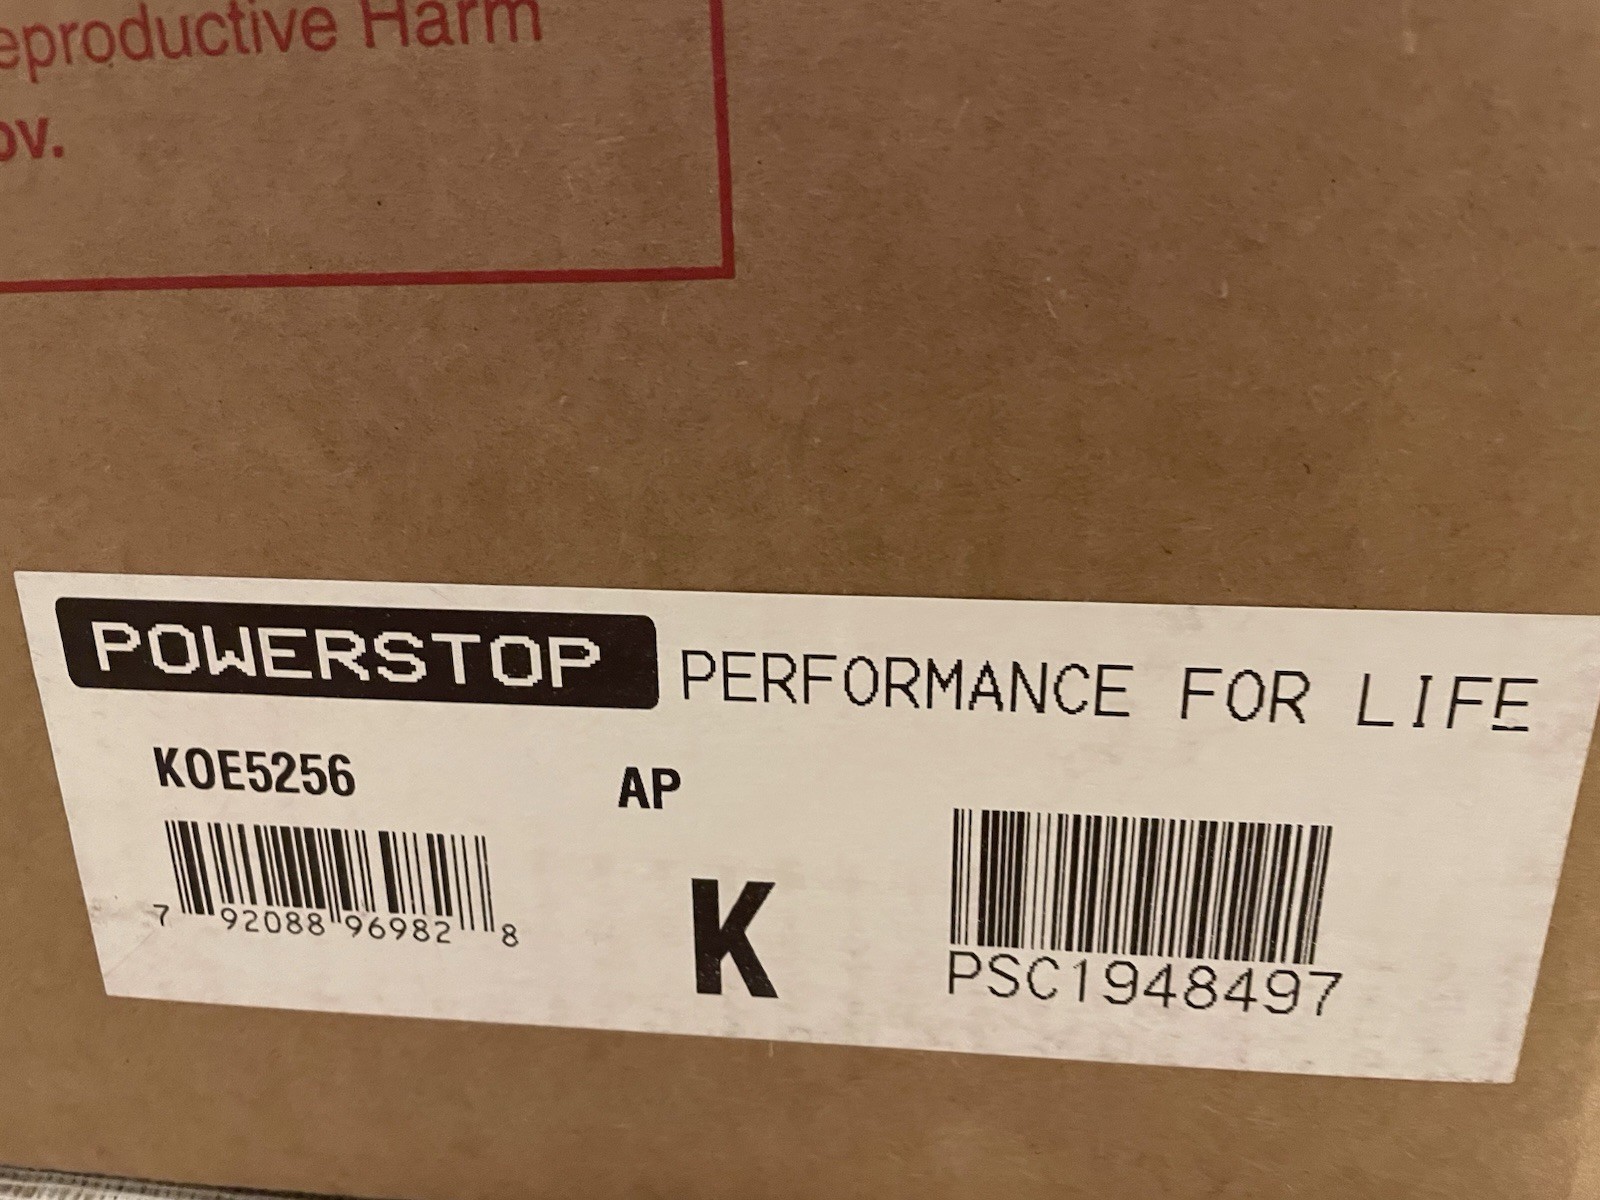 eproductive Harm
ov.
POWERSTOP PERFORMANCE FOR LIFE
KOE5256 AP
7 92088 96982 8
K
PSC1948497